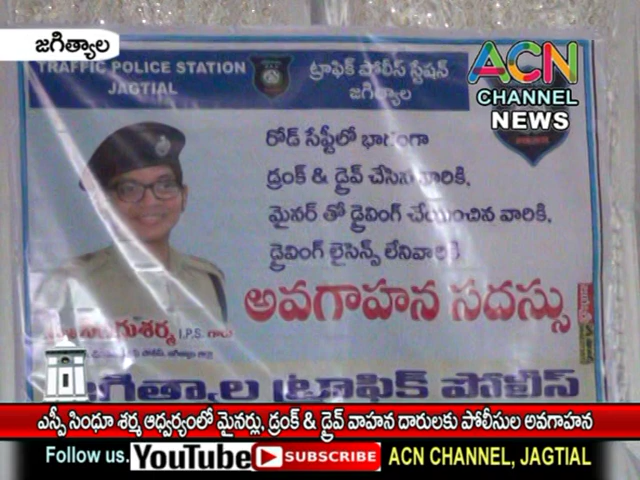 జగిత్యాల
TRAFFIC POLICE STATION
JAGTIAL
ట్రాఫిక్ పోలీస్ స్టేషన్
జగిత్యాల
ACN
CHANNEL
NEWS
రోడ్ సేఫ్టీలో భాగంగా
డ్రంక్ & డ్రైవ్ చేసిన వారికి,
మైనర్ తో డ్రైవింగ్ చేయించిన వారికి,
డ్రైవింగ్ లైసెన్స్ లేనివారికి
అవగాహన సదస్సు
శర్మ I.P.S. గారు
జగిత్యాల ట్రాఫిక్ పోలీస్
ఎస్పీ సింధూ శర్మ ఆధ్వర్యంలో మైనర్లు, డ్రంక్ & డ్రైవ్ వాహన దారులకు పోలీసుల అవగాహన
Follow us. YouTube SUBSCRIBE ACN CHANNEL, JAGTIAL